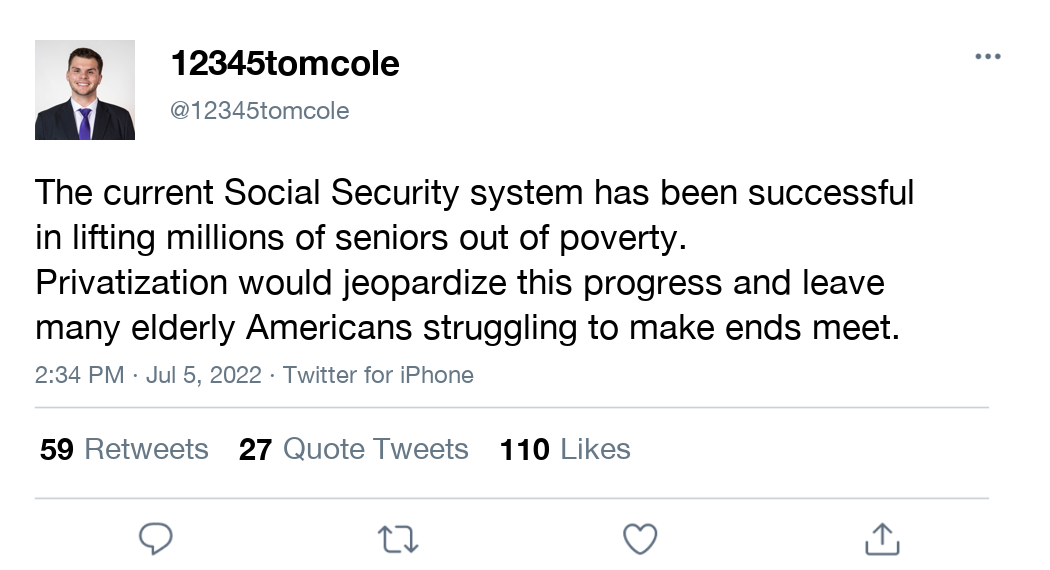 12345tomcole
@12345tomcole
The current Social Security system has been successful
in lifting millions of seniors out of poverty.
Privatization would jeopardize this progress and leave
many elderly Americans struggling to make ends meet.
2:34 PM · Jul 5, 2022 · Twitter for iPhone
59 Retweets 27 Quote Tweets 110 Likes